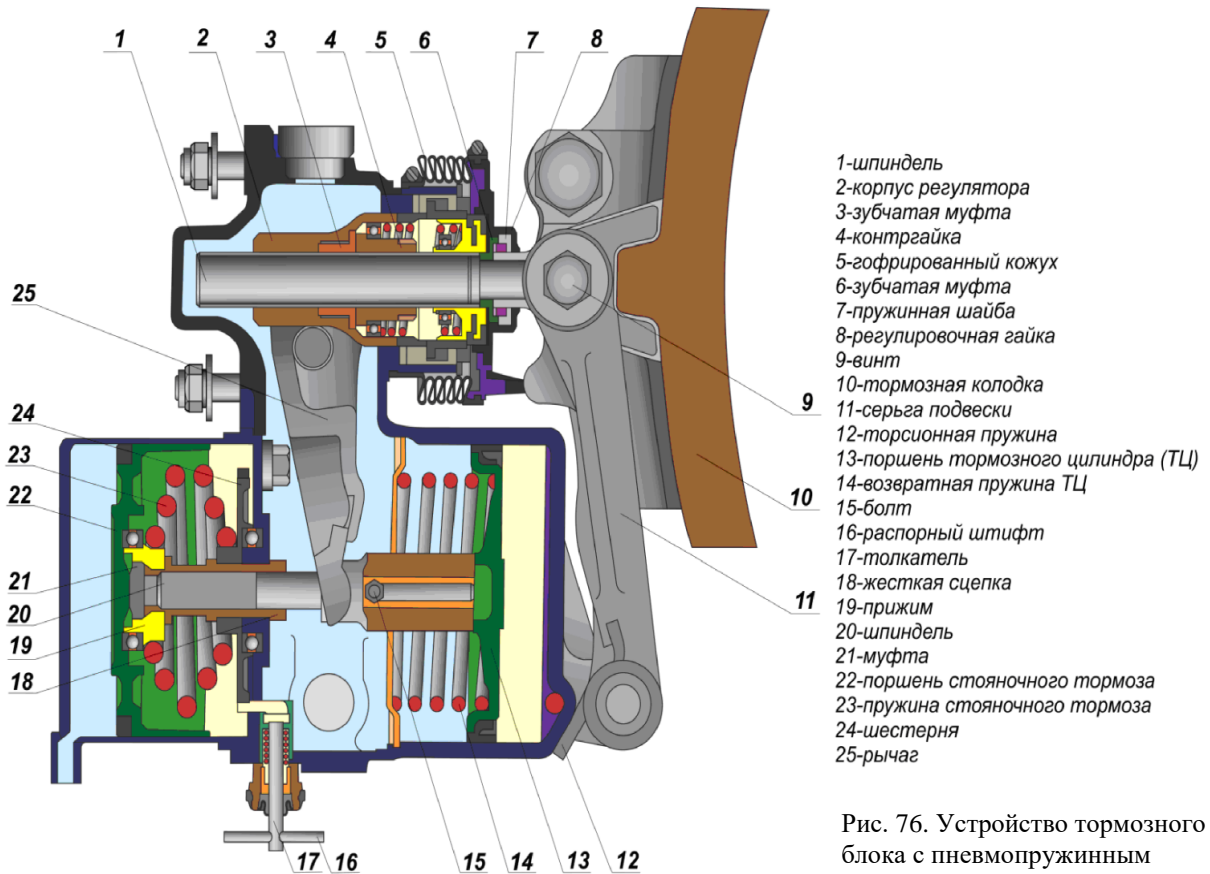 1 2 3 4 5 6 7 8
25
24
23
22
21
20
19
18
17 16 15 14 13 12
11
10
9
1-шпиндель
2-корпус регулятора
3-зубчатая муфта
4-контргайка
5-гофрированный кожух
6-зубчатая муфта
7-пружинная шайба
8-регулировочная гайка
9-винт
10-тормозная колодка
11-серьга подвески
12-торсионная пружина
13-поршень тормозного цилиндра (ТЦ)
14-возвратная пружина ТЦ
15-болт
16-распорный штифт
17-толкатель
18-жесткая сцепка
19-прижим
20-шпиндель
21-муфта
22-поршень стояночного тормоза
23-пружина стояночного тормоза
24-шестерня
25-рычаг
Рис. 76. Устройство тормозного
блока с пневмопружинным